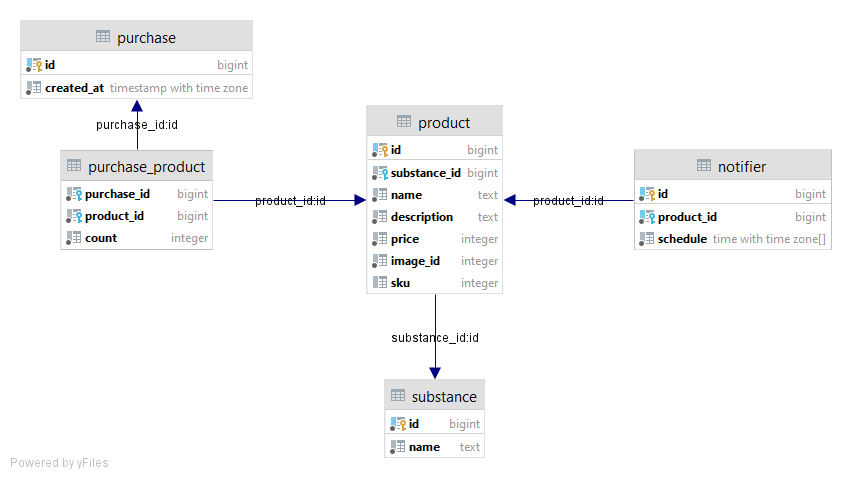 purchase
id bigint
created_at timestamp with time zone
purchase_id:id
purchase_product
purchase_id bigint
product_id bigint
count integer
product_id:id
product
id bigint
substance_id bigint
name text
description text
price integer
image_id integer
sku integer
product_id:id
notifier
id bigint
product_id bigint
schedule time with time zone[]
substance_id:id
substance
id bigint
name text
Powered by yFiles